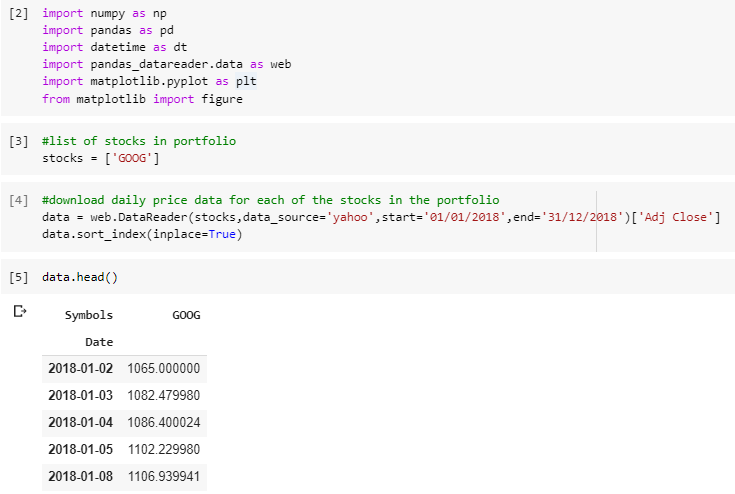 [2] import numpy as np
import pandas as pd
import datetime as dt
import pandas_datareader.data as web
import matplotlib.pyplot as plt
from matplotlib import figure
[3] #list of stocks in portfolio
stocks = ['GOOG']
[4] #download daily price data for each of the stocks in the portfolio
data = web.DataReader(stocks,data_source='yahoo',start='01/01/2018',end='31/12/2018')['Adj Close']
data.sort_index(inplace=True)
[5] data.head()
Symbols GOOG
Date
2018-01-02 1065.000000
2018-01-03 1082.479980
2018-01-04 1086.400024
2018-01-05 1102.229980
2018-01-08 1106.939941